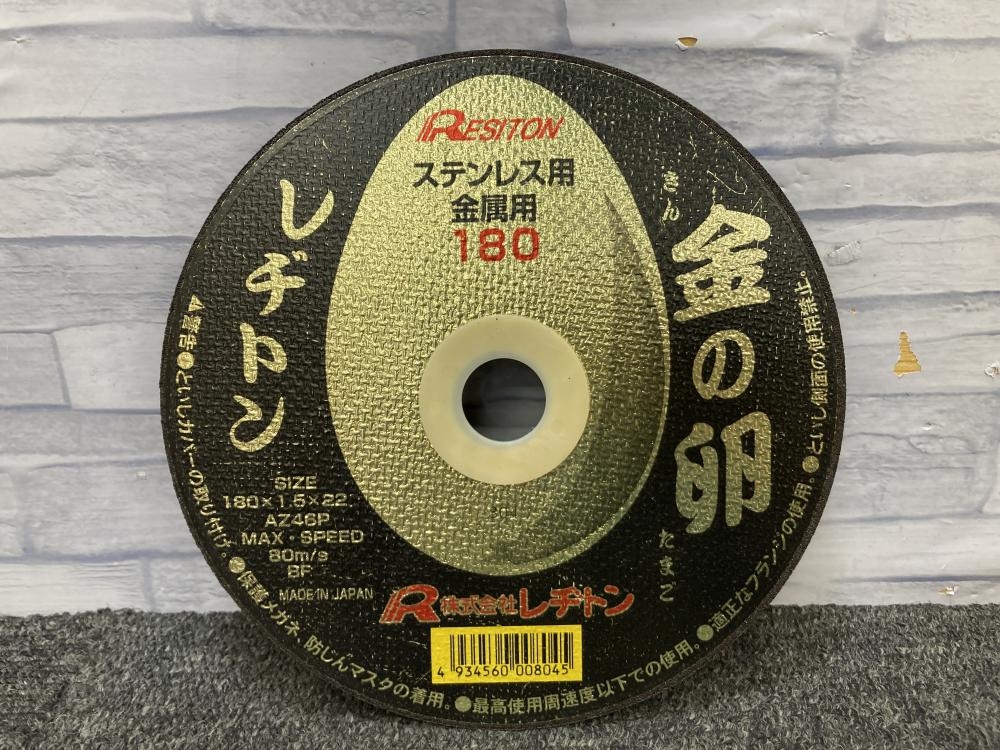 RESITON
ステンレス用
金属用
180
レヂトン
きん
金の卵
たまご
SIZE
180×1.5×22
AZ46P
MAX・SPEED
80m/s
BF
MADE IN JAPAN
R 株式会社レヂトン
4 934560 008045
⚠警告●といしカバーの取り付け。●保護メガネ、防じんマスクの着用。●最高使用周速度以下での使用。●適正なフランジの使用。●といし側面の使用禁止。